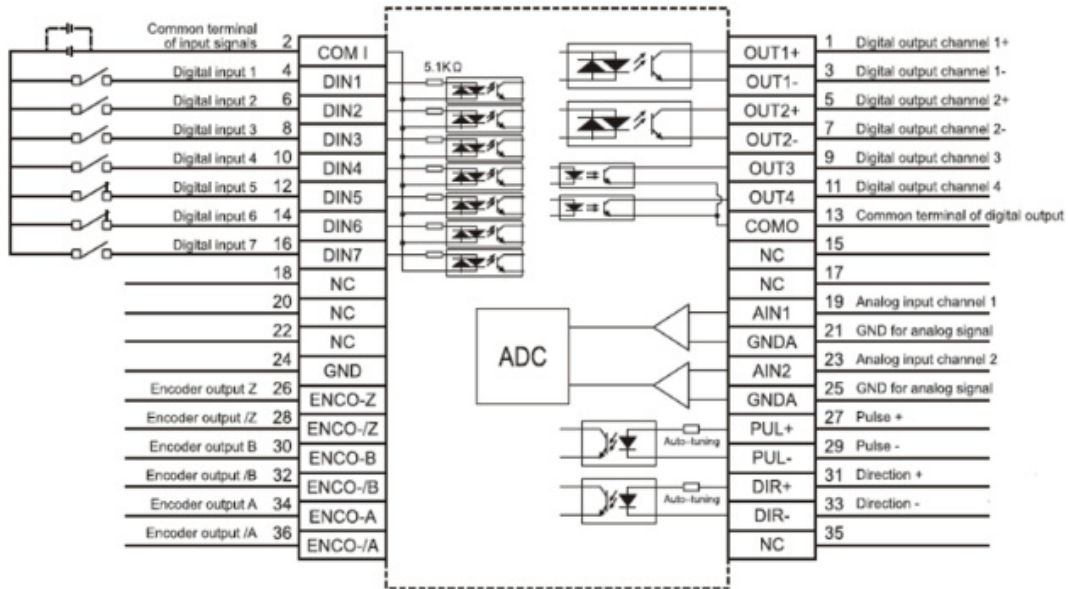 Common terminal
of input signals
2
COM I
Digital input 1
4
DIN1
Digital input 2
6
DIN2
Digital input 3
8
DIN3
Digital input 4
10
DIN4
Digital input 5
12
DIN5
Digital input 6
14
DIN6
Digital input 7
16
DIN7
18
NC
20
NC
22
NC
24
GND
Encoder output Z
26
ENCO-Z
Encoder output /Z
28
ENCO-/Z
Encoder output B
30
ENCO-B
Encoder output /B
32
ENCO-/B
Encoder output A
34
ENCO-A
Encoder output /A
36
ENCO-/A
5.1KΩ
ADC
Auto-tuning
Auto-tuning
OUT1+
1
Digital output channel 1+
OUT1-
3
Digital output channel 1-
OUT2+
5
Digital output channel 2+
OUT2-
7
Digital output channel 2-
OUT3
9
Digital output channel 3
OUT4
11
Digital output channel 4
COMO
13
Common terminal of digital output
NC
15
NC
17
AIN1
19
Analog input channel 1
GNDA
21
GND for analog signal
AIN2
23
Analog input channel 2
GNDA
25
GND for analog signal
PUL+
27
Pulse +
PUL-
29
Pulse -
DIR+
31
Direction +
DIR-
33
Direction -
NC
35